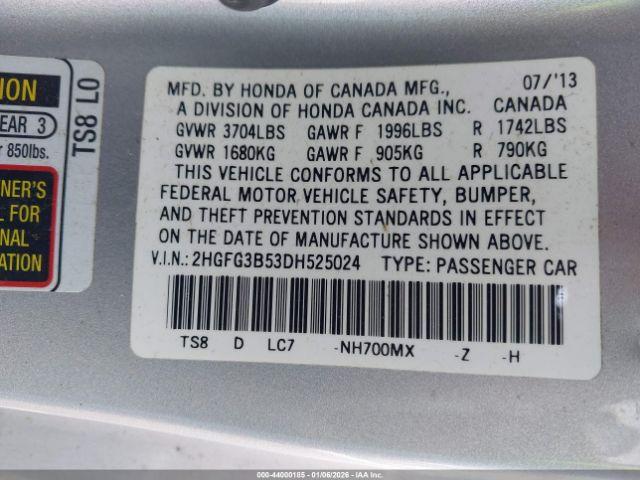 ION
EAR 3
850lbs.
NER'S
L FOR
NAL
ATION
TS8 L0
MFD. BY HONDA OF CANADA MFG., 07/'13
A DIVISION OF HONDA CANADA INC. CANADA
GVWR 3704LBS GAWR F 1996LBS R 1742LBS
GVWR 1680KG GAWR F 905KG R 790KG
THIS VEHICLE CONFORMS TO ALL APPLICABLE
FEDERAL MOTOR VEHICLE SAFETY, BUMPER,
AND THEFT PREVENTION STANDARDS IN EFFECT
ON THE DATE OF MANUFACTURE SHOWN ABOVE.
V.I.N.: 2HGFG3B53DH525024 TYPE: PASSENGER CAR
TS8 D LC7 -NH700MX -Z -H
000-44000185 - 01/06/2026 - IAA Inc.